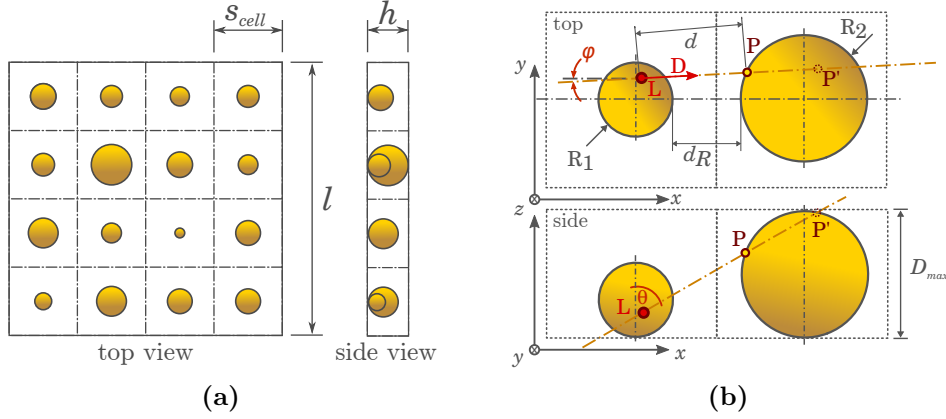 s_cell
h
l
top view
side view
(a)
top
d
P
R2
φ
D
y
L
P'
R1
d_R
z
x
side
P
P'
D_max
θ
L
y
x
(b)